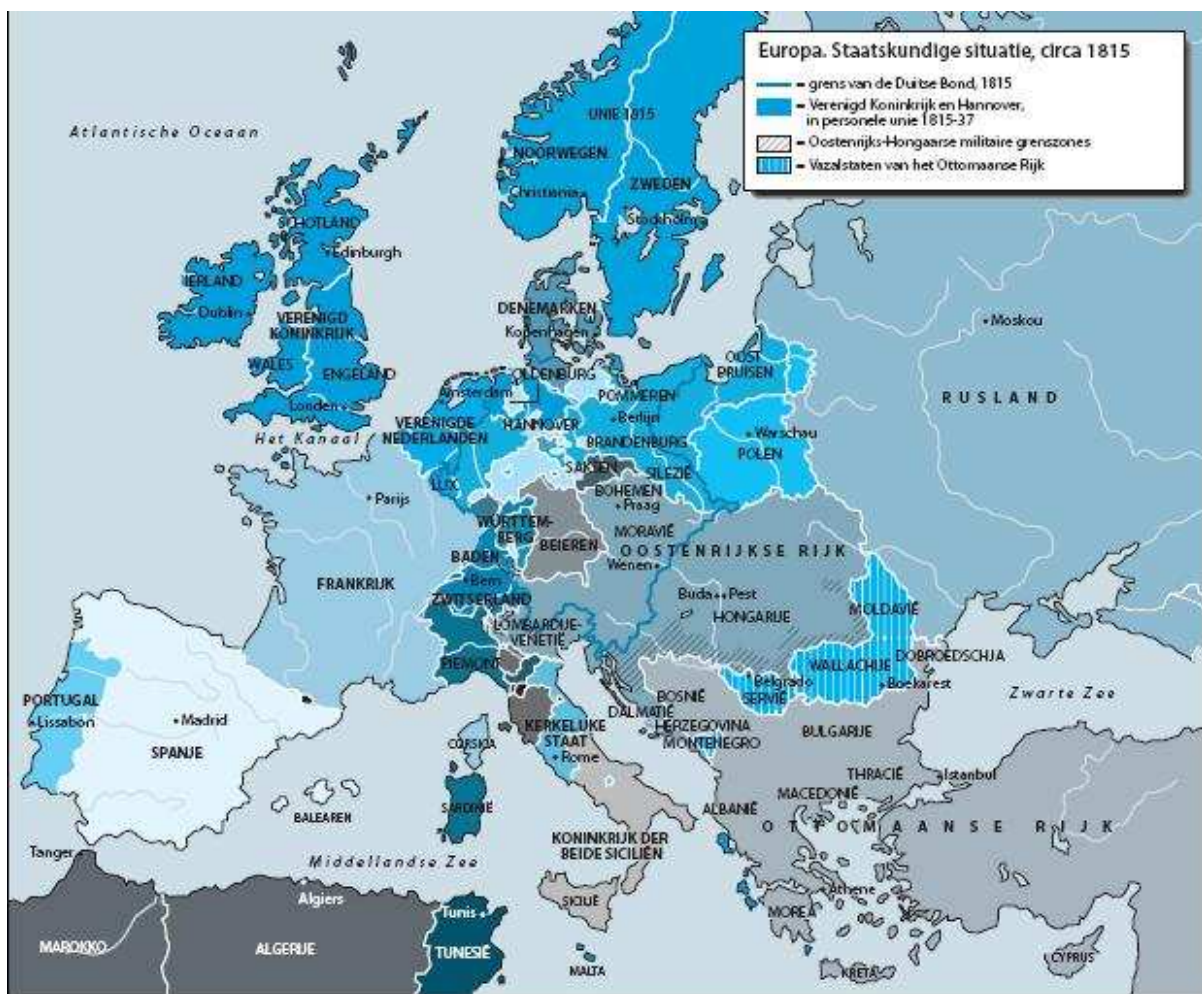 Europa. Staatskundige situatie, circa 1815
= grens van de Duitse Bond, 1815
= Verenigd Koninkrijk en Hannover,
in personele unie 1815-37
= Oostenrijks-Hongaarse militaire grenszones
= Vazalstaten van het Ottomaanse Rijk
Atlantische Oceaan
UNIE 1815
NOORWEGEN
Christiania
ZWEDEN
Stockholm
SCHOTLAND
Edinburgh
IERLAND
Dublin
VERENIGD
KONINKRIJK
WALES
ENGELAND
Londen
Het Kanaal
DENEMARKEN
Kopenhagen
OLDENBURG
Amsterdam
VERENIGDE
NEDERLANDEN
HANNOVER
POMMEREN
Berlijn
BRANDENBURG
OOST
PRUISEN
Moskou
RUSLAND
Warschau
POLEN
LUX
SAKSEN
SILEZIË
BOHEMEN
Praag
Parijs
WÜRTTEM-
BERG
BEIEREN
MORAVIË
OOSTENRIJKSE RIJK
Wenen
BADEN
Bern
ZWITSERLAND
FRANKRIJK
Buda
Pest
HONGARIJE
MOLDAVIË
LOMBARDIJE-
VENETIË
PIEMONT
WALLACHIJE
DOBROEDSCHJA
Boekarest
Belgrado
SERVIË
BOSNIË
DALMATIË
HERZEGOVINA
MONTENEGRO
BULGARIJE
Zwarte Zee
PORTUGAL
Lissabon
Madrid
SPANJE
CORSICA
KERKELIJKE
STAAT
Rome
THRACIË
Istanbul
MACEDONIË
ALBANIË
OTTOMAANSE RIJK
BALEAREN
SARDINIË
KONINKRIJK DER
BEIDE SICILIËN
Tanger
Middellandse Zee
Algiers
SICILIË
Athene
MOREA
Tunis
TUNESIË
MAROKKO
ALGERIJE
MALTA
KRETA
CYPRUS